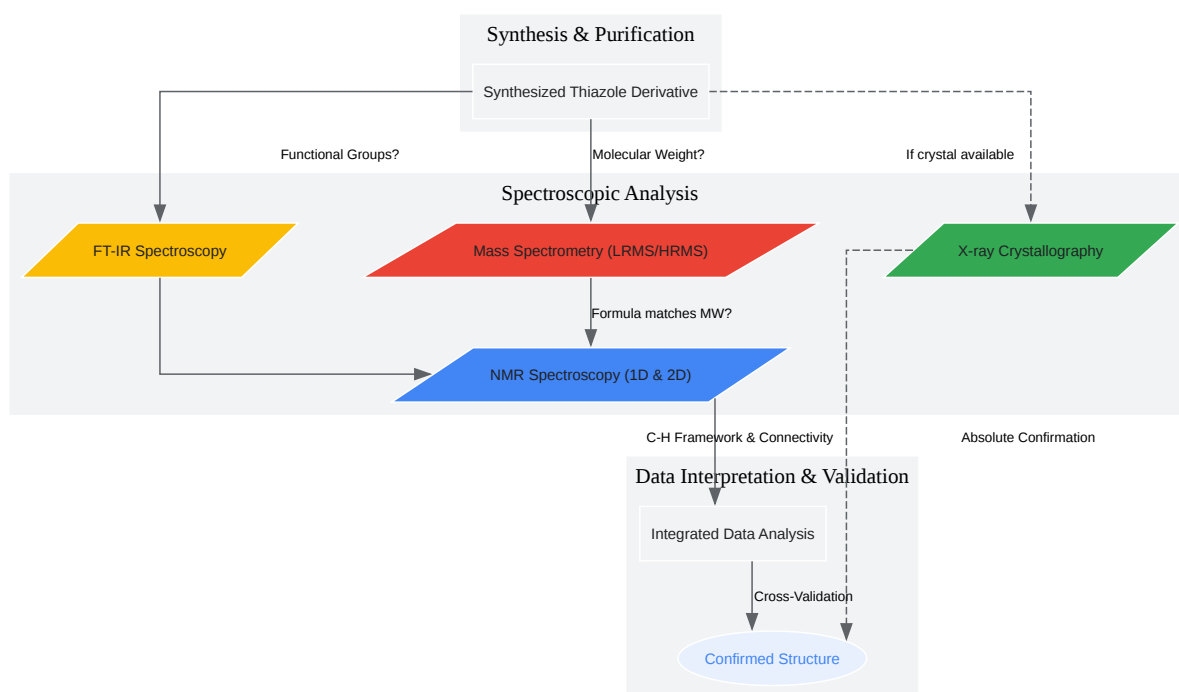 Synthesis & Purification
Synthesized Thiazole Derivative
Functional Groups?
Molecular Weight?
If crystal available
Spectroscopic Analysis
FT-IR Spectroscopy
Mass Spectrometry (LRMS/HRMS)
X-ray Crystallography
Formula matches MW?
NMR Spectroscopy (1D & 2D)
C-H Framework & Connectivity
Absolute Confirmation
Data Interpretation & Validation
Integrated Data Analysis
Cross-Validation
Confirmed Structure